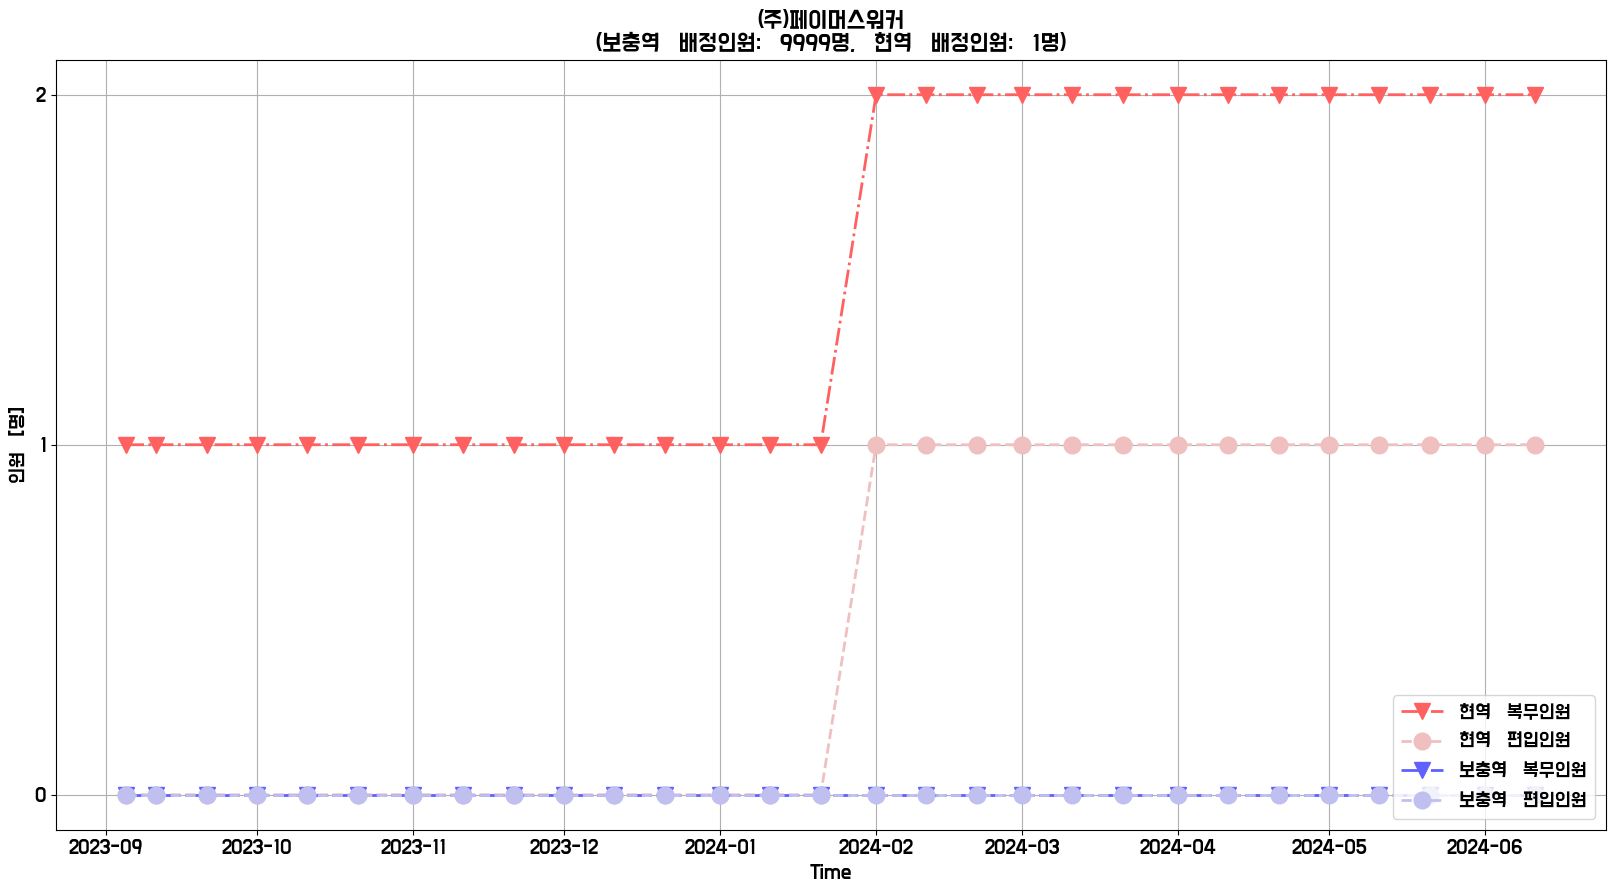 (주)페이머스워커
(보충역 배정인원: 9999명, 현역 배정인원: 1명)
2
1
0
인원 [명]
2023-09 2023-10 2023-11 2023-12 2024-01 2024-02 2024-03 2024-04 2024-05 2024-06
Time
현역 복무인원
현역 편입인원
보충역 복무인원
보충역 편입인원